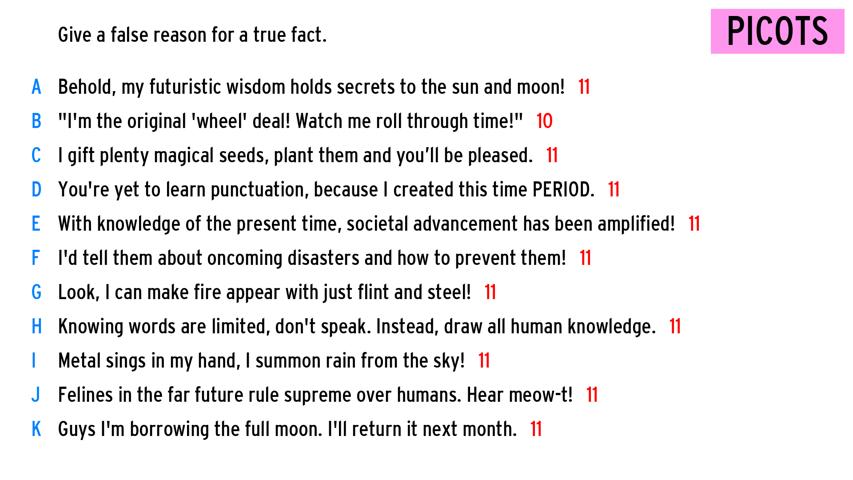 Give a false reason for a true fact.
PICOTS
A Behold, my futuristic wisdom holds secrets to the sun and moon! 11
B "I'm the original 'wheel' deal! Watch me roll through time!" 10
C I gift plenty magical seeds, plant them and you’ll be pleased. 11
D You're yet to learn punctuation, because I created this time PERIOD. 11
E With knowledge of the present time, societal advancement has been amplified! 11
F I'd tell them about oncoming disasters and how to prevent them! 11
G Look, I can make fire appear with just flint and steel! 11
H Knowing words are limited, don't speak. Instead, draw all human knowledge. 11
I Metal sings in my hand, I summon rain from the sky! 11
J Felines in the far future rule supreme over humans. Hear meow-t! 11
K Guys I'm borrowing the full moon. I'll return it next month. 11